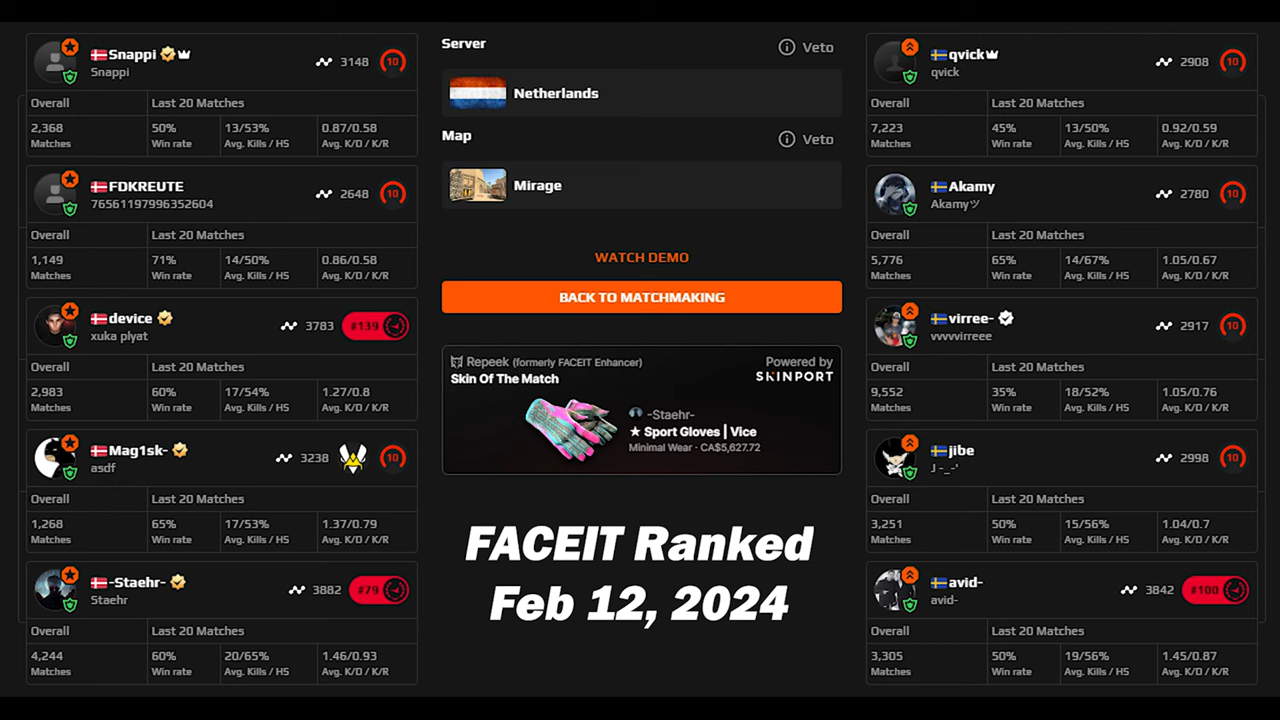 Snappi
Snappi
3148
10
Overall
Last 20 Matches
2,368
Matches
50%
Win rate
13/53%
Avg. Kills / HS
0.87/0.58
Avg. K/D / K/R
FDKREUTE
76561197996352604
2648
10
Overall
Last 20 Matches
1,149
Matches
71%
Win rate
14/50%
Avg. Kills / HS
0.86/0.58
Avg. K/D / K/R
device
xuka plyat
3783
#139
Overall
Last 20 Matches
2,983
Matches
60%
Win rate
17/54%
Avg. Kills / HS
1.27/0.8
Avg. K/D / K/R
Mag1sk-
asdf
3238
10
Overall
Last 20 Matches
1,268
Matches
65%
Win rate
17/53%
Avg. Kills / HS
1.37/0.79
Avg. K/D / K/R
-Staehr-
Staehr
3882
#79
Overall
Last 20 Matches
4,244
Matches
60%
Win rate
20/65%
Avg. Kills / HS
1.46/0.93
Avg. K/D / K/R
Server
Veto
Netherlands
Map
Veto
Mirage
WATCH DEMO
BACK TO MATCHMAKING
Repeek (formerly FACEIT Enhancer)
Skin Of The Match
Powered by
SKINPORT
-Staehr-
★ Sport Gloves | Vice
Minimal Wear · CA$5,627.72
FACEIT Ranked
Feb 12, 2024
qvick
qvick
2908
10
Overall
Last 20 Matches
7,223
Matches
45%
Win rate
13/50%
Avg. Kills / HS
0.92/0.59
Avg. K/D / K/R
Akamy
Akamyツ
2780
10
Overall
Last 20 Matches
5,776
Matches
65%
Win rate
14/67%
Avg. Kills / HS
1.05/0.67
Avg. K/D / K/R
virree-
vvvvirreee
2917
10
Overall
Last 20 Matches
9,552
Matches
35%
Win rate
18/52%
Avg. Kills / HS
1.05/0.76
Avg. K/D / K/R
jibe
J -_-'
2998
10
Overall
Last 20 Matches
3,251
Matches
50%
Win rate
15/56%
Avg. Kills / HS
1.04/0.7
Avg. K/D / K/R
avid-
avid-
3842
#100
Overall
Last 20 Matches
3,305
Matches
50%
Win rate
19/56%
Avg. Kills / HS
1.45/0.87
Avg. K/D / K/R